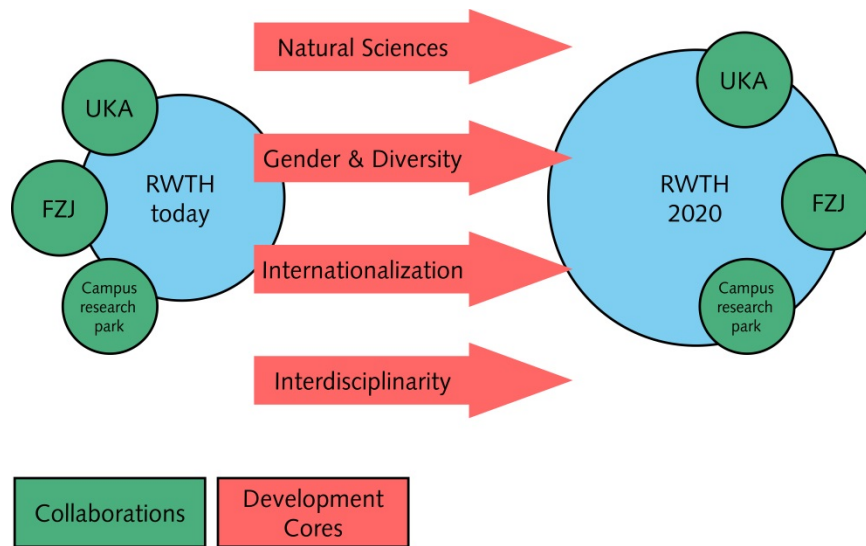 Natural Sciences
UKA
UKA
Gender & Diversity
RWTH
today
RWTH
2020
FZJ
FZJ
Internationalization
Campus
research
park
Campus
research
park
Interdisciplinarity
Collaborations
Development
Cores